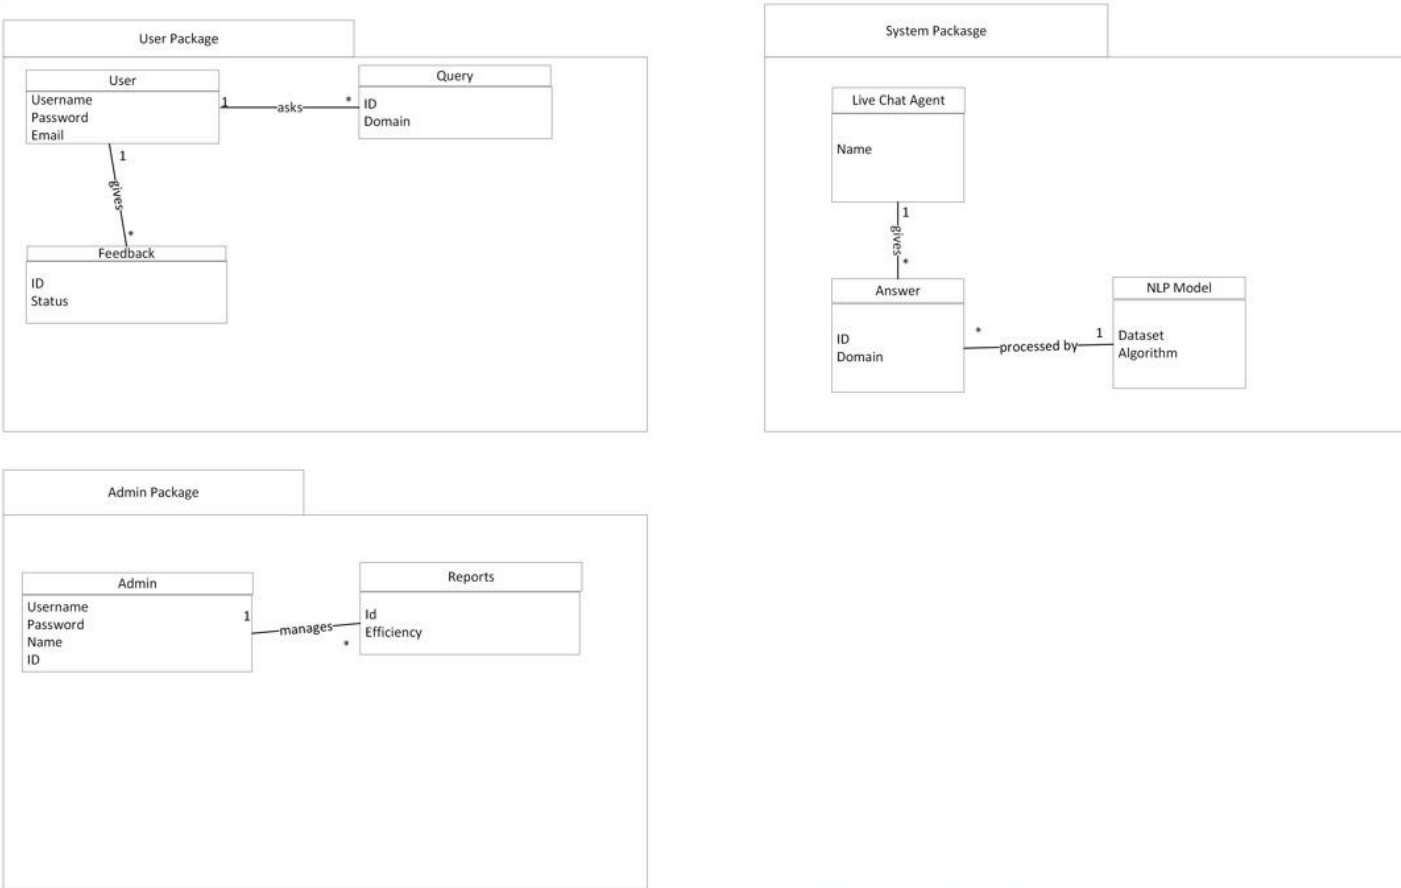 User Package
User
Username
Password
Email
1
asks
*
Query
ID
Domain
1
gives
*
Feedback
ID
Status
System Packasge
Live Chat Agent
Name
1
gives
*
Answer
ID
Domain
*
processed by
1
NLP Model
Dataset
Algorithm
Admin Package
Admin
Username
Password
Name
ID
1
manages
*
Reports
Id
Efficiency